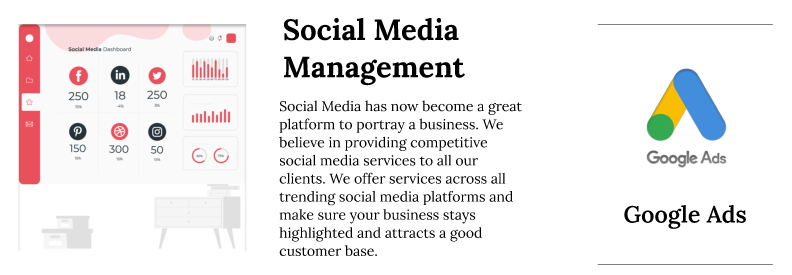 Social Media Dashboard
250
18
-4%
250
150
300
50
Social Media
Management
Social Media has now become a great
platform to portray a business. We
believe in providing competitive
social media services to all our
clients. We offer services across all
trending social media platforms and
make sure your business stays
highlighted and attracts a good
customer base.
Google Ads
Google Ads